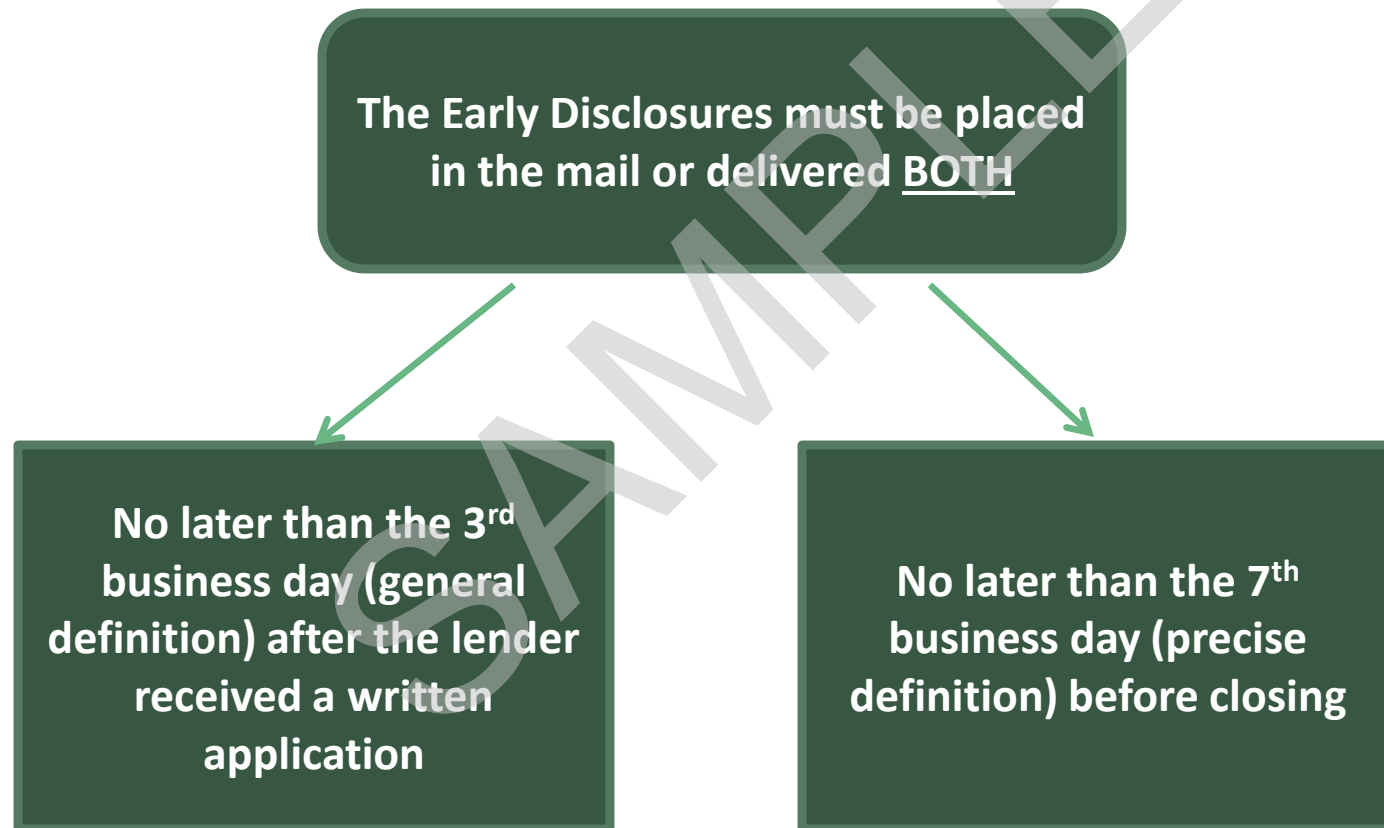 The Early Disclosures must be placed
in the mail or delivered BOTH
No later than the 3rd
business day (general
definition) after the lender
received a written
application
No later than the 7th
business day (precise
definition) before closing
SAMPLE